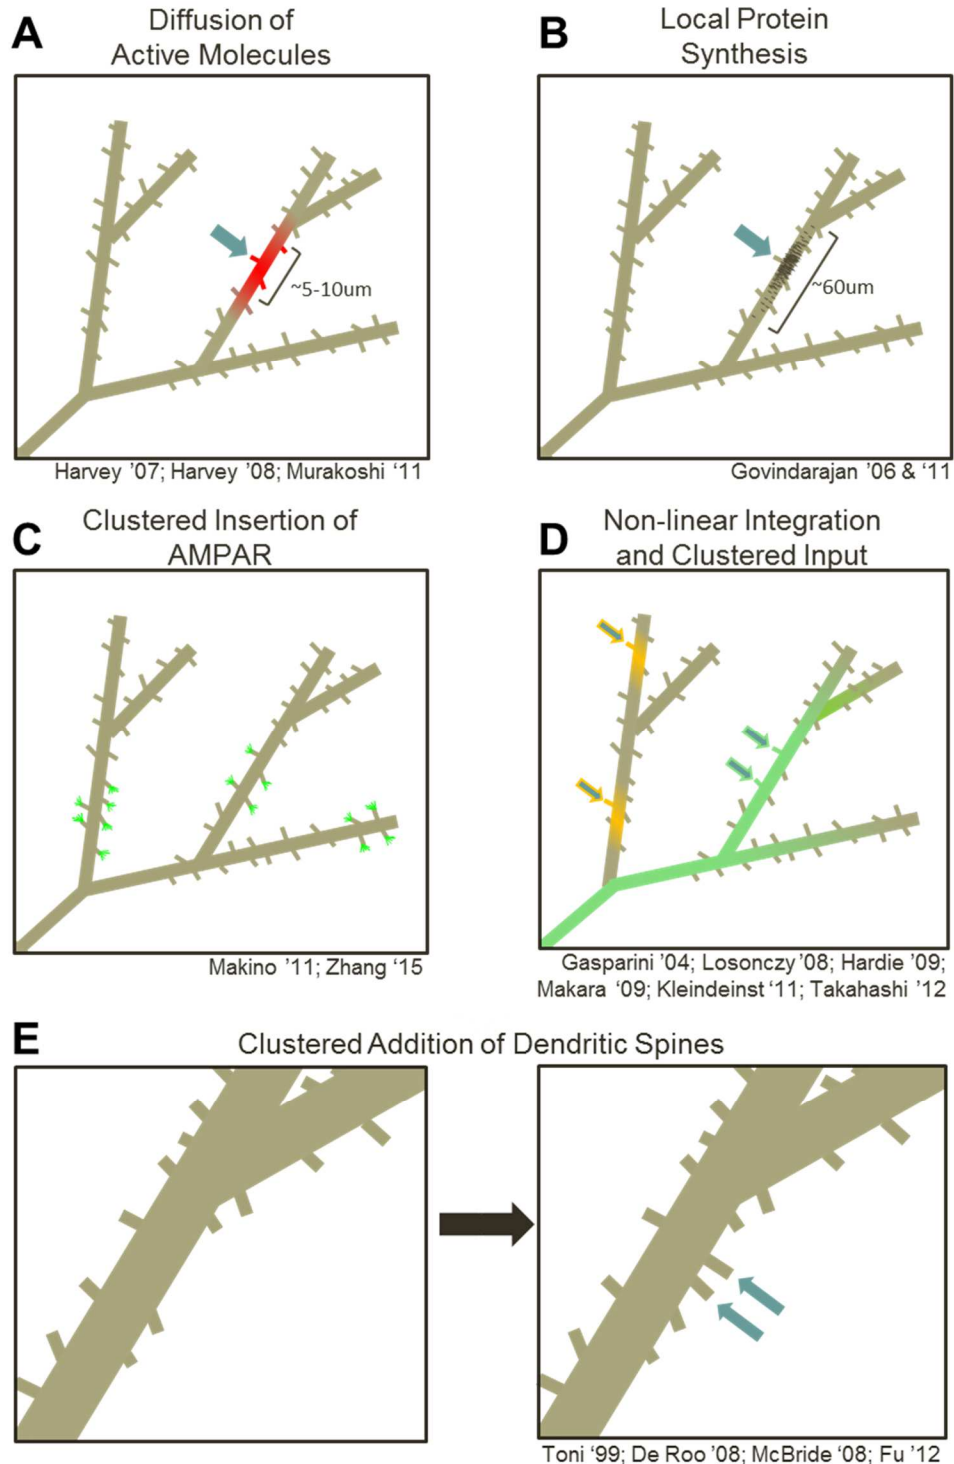 A
Diffusion of
Active Molecules
~5-10um
Harvey ’07; Harvey ’08; Murakoshi ‘11
B
Local Protein
Synthesis
~60um
Govindarajan ’06 & ‘11
C
Clustered Insertion of
AMPAR
Makino ’11; Zhang ‘15
D
Non-linear Integration
and Clustered Input
Gasparini ’04; Losonczy ’08; Hardie ’09;
Makara ‘09; Kleindeinst ‘11; Takahashi ’12
E
Clustered Addition of Dendritic Spines
Toni ‘99; De Roo ’08; McBride ‘08; Fu ’12